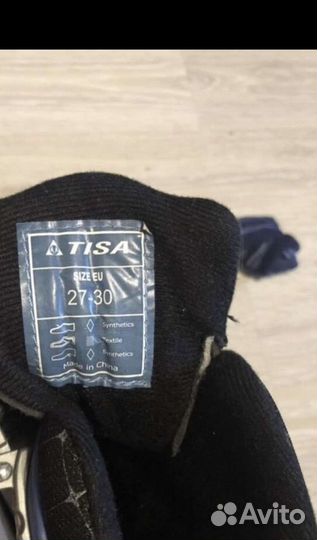 TISA
SIZE EU
27-30
Synthetics
Textile
Synthetics
Made in China
Avito